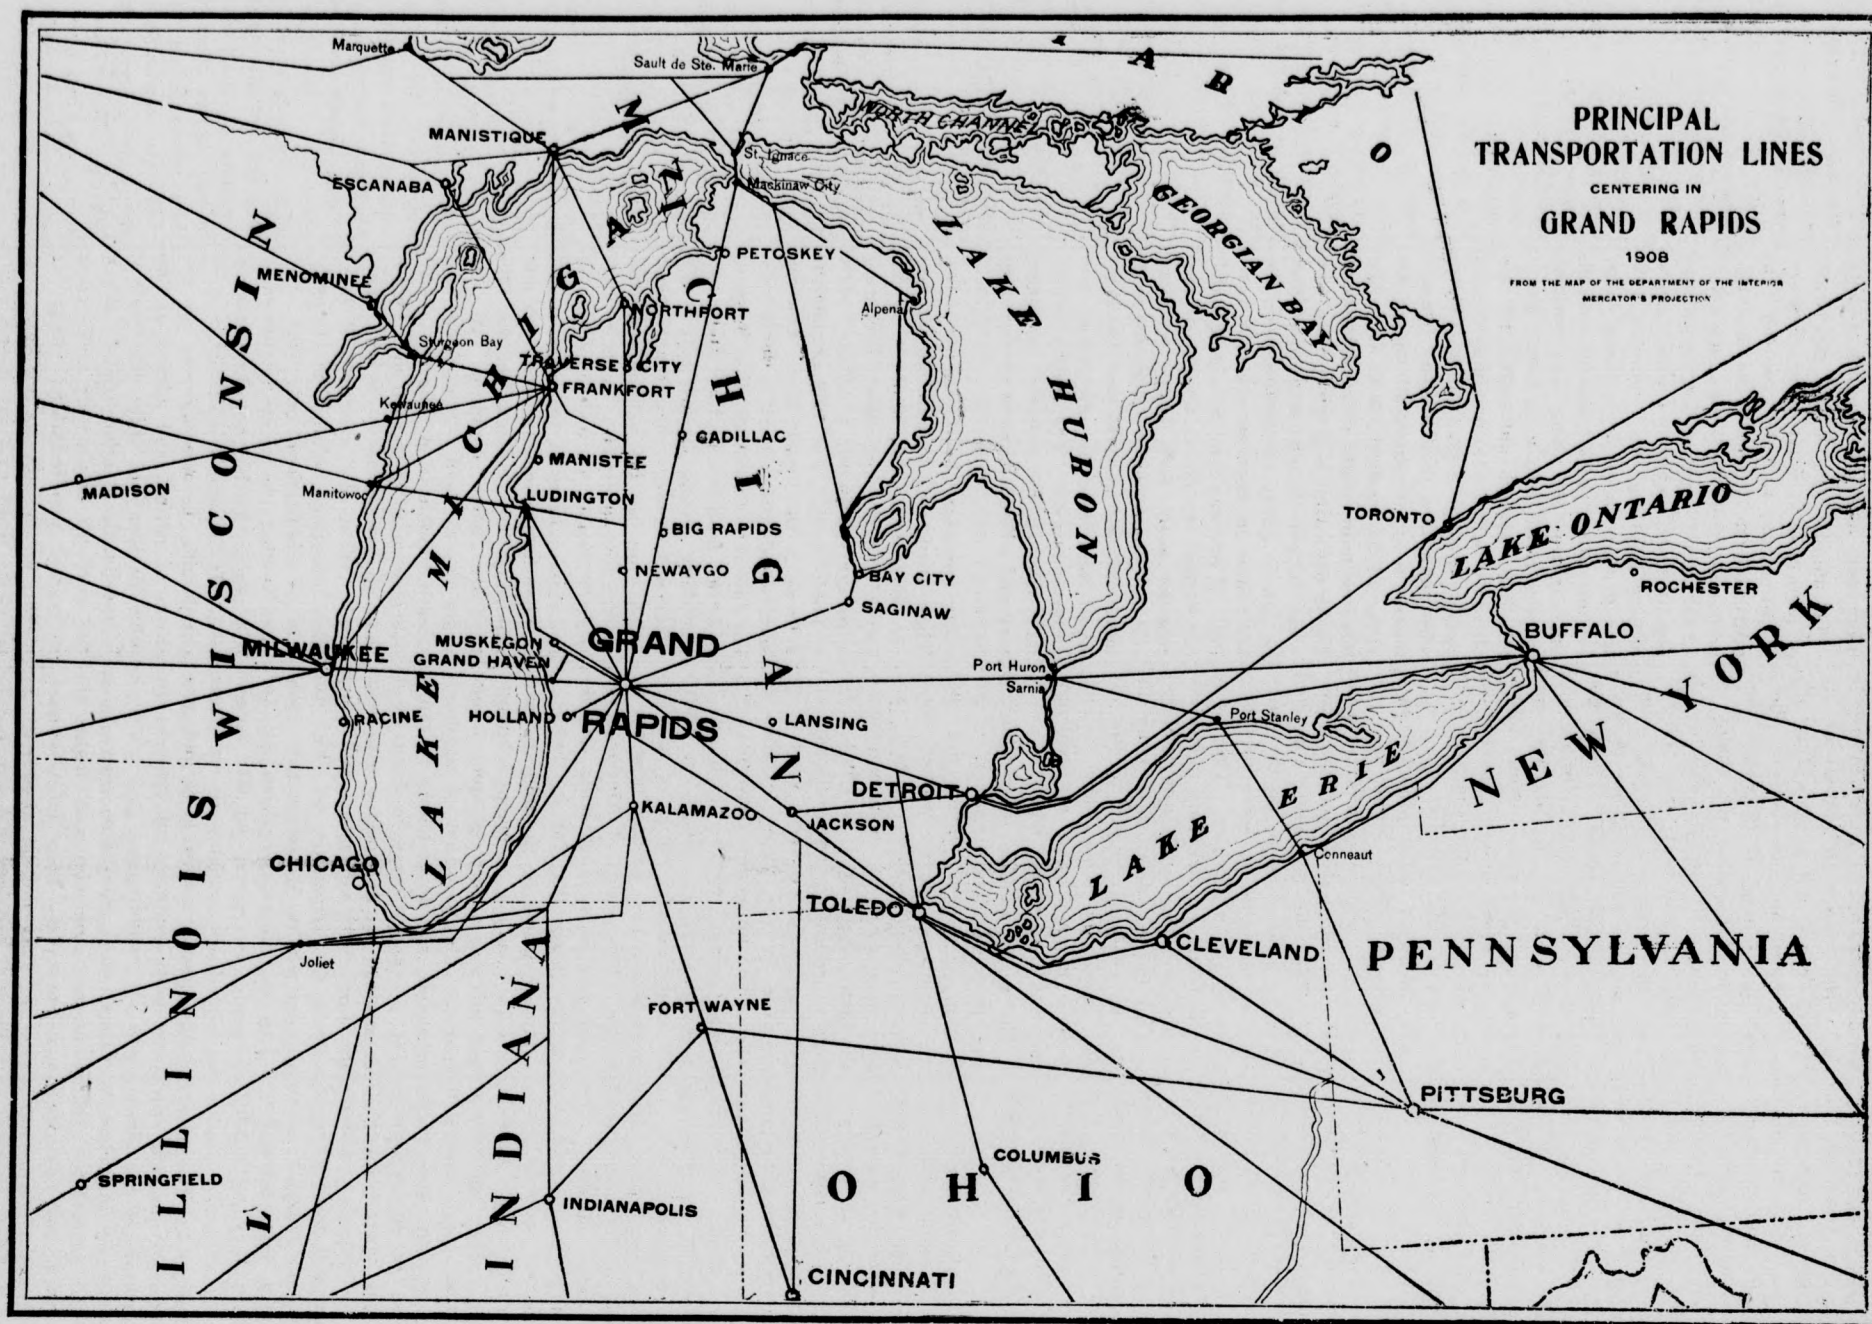 PRINCIPAL
TRANSPORTATION LINES
CENTERING IN
GRAND RAPIDS
1908
FROM THE MAP OF THE DEPARTMENT OF THE INTERIOR
MERCATOR'S PROJECTION
Marquette
Sault de Ste. Marie
MANISTIQUE
ESCANABA
St. Ignace
Mackinaw City
NORTH CHANNEL
GEORGIAN BAY
LAKE HURON
MENOMINEE
PETOSKEY
NORTHPORT
Alpena
Sturgeon Bay
TRAVERSE CITY
FRANKFORT
Kewaunee
CADILLAC
MANISTEE
MADISON
Manitowoc
LUDINGTON
BIG RAPIDS
NEWAYGO
BAY CITY
SAGINAW
TORONTO
LAKE ONTARIO
ROCHESTER
BUFFALO
MILWAUKEE
MUSKEGON
GRAND HAVEN
GRAND
RAPIDS
Port Huron
Sarnia
RACINE
HOLLAND
LANSING
Port Stanley
DETROIT
KALAMAZOO
JACKSON
CHICAGO
LAKE ERIE
Conneaut
TOLEDO
CLEVELAND
Joliet
FORT WAYNE
PITTSBURG
COLUMBUS
SPRINGFIELD
INDIANAPOLIS
CINCINNATI
WISCONSIN
ILLINOIS
INDIANA
OHIO
PENNSYLVANIA
NEW YORK
MICHIGAN
LAKE MICHIGAN
ARIO